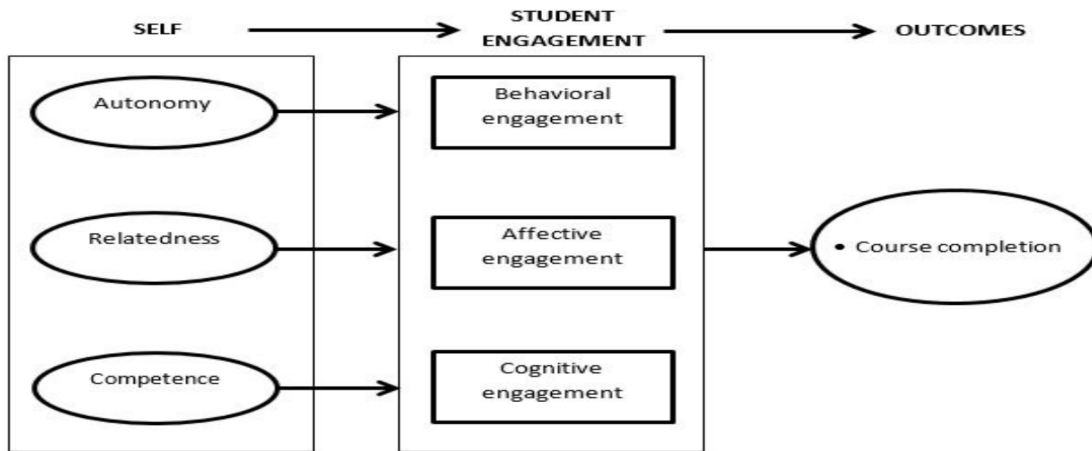 SELF
STUDENT
ENGAGEMENT
OUTCOMES
Autonomy
Behavioral
engagement
Relatedness
Affective
engagement
• Course completion
Competence
Cognitive
engagement